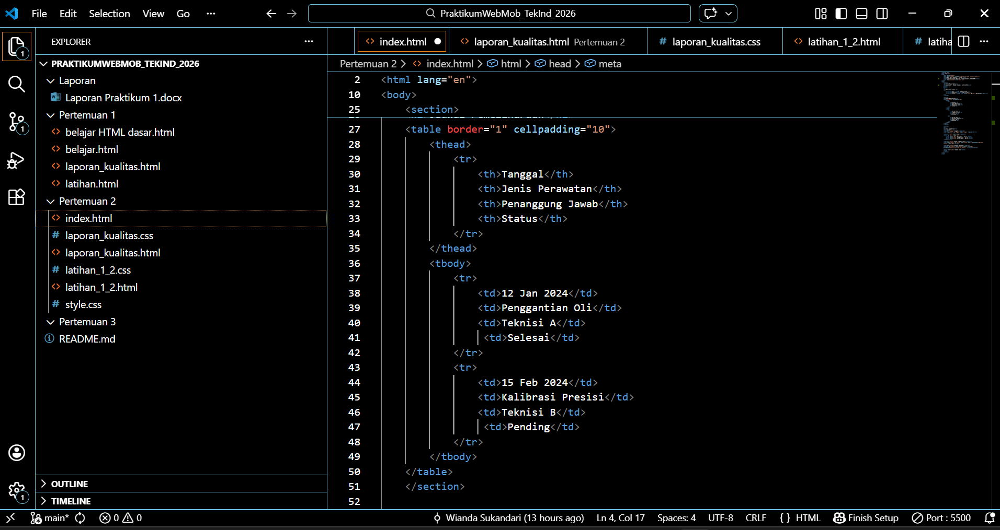 File Edit Selection View Go ··· PraktikumWebMob_TekInd_2026
EXPLORER ···
index.html laporan_kualitas.html Pertemuan 2 # laporan_kualitas.css latihan_1_2.html # latiha ···
1
PRAKTIKUMWEBMOB_TEKIND_2026
Laporan
Laporan Praktikum 1.docx
Pertemuan 1
1
belajar HTML dasar.html
belajar.html
laporan_kualitas.html
latihan.html
Pertemuan 2
index.html
# laporan_kualitas.css
laporan_kualitas.html
# latihan_1_2.css
latihan_1_2.html
# style.css
Pertemuan 3
README.md
OUTLINE
TIMELINE
1
Pertemuan 2 > index.html > html > head > meta
2 <html lang="en">
10 <body>
25 <section>
27 <table border="1" cellpadding="10">
28 <thead>
29 <tr>
30 <th>Tanggal</th>
31 <th>Jenis Perawatan</th>
32 <th>Penanggung Jawab</th>
33 <th>Status</th>
34 </tr>
35 </thead>
36 <tbody>
37 <tr>
38 <td>12 Jan 2024</td>
39 <td>Penggantian Oli</td>
40 <td>Teknisi A</td>
41 <td>Selesai</td>
42 </tr>
43 <tr>
44 <td>15 Feb 2024</td>
45 <td>Kalibrasi Presisi</td>
46 <td>Teknisi B</td>
47 <td>Pending</td>
48 </tr>
49 </tbody>
50 </table>
51 </section>
52
main* 0 0 Wianda Sukandari (13 hours ago) Ln 4, Col 17 Spaces: 4 UTF-8 CRLF { } HTML Finish Setup Port : 5500